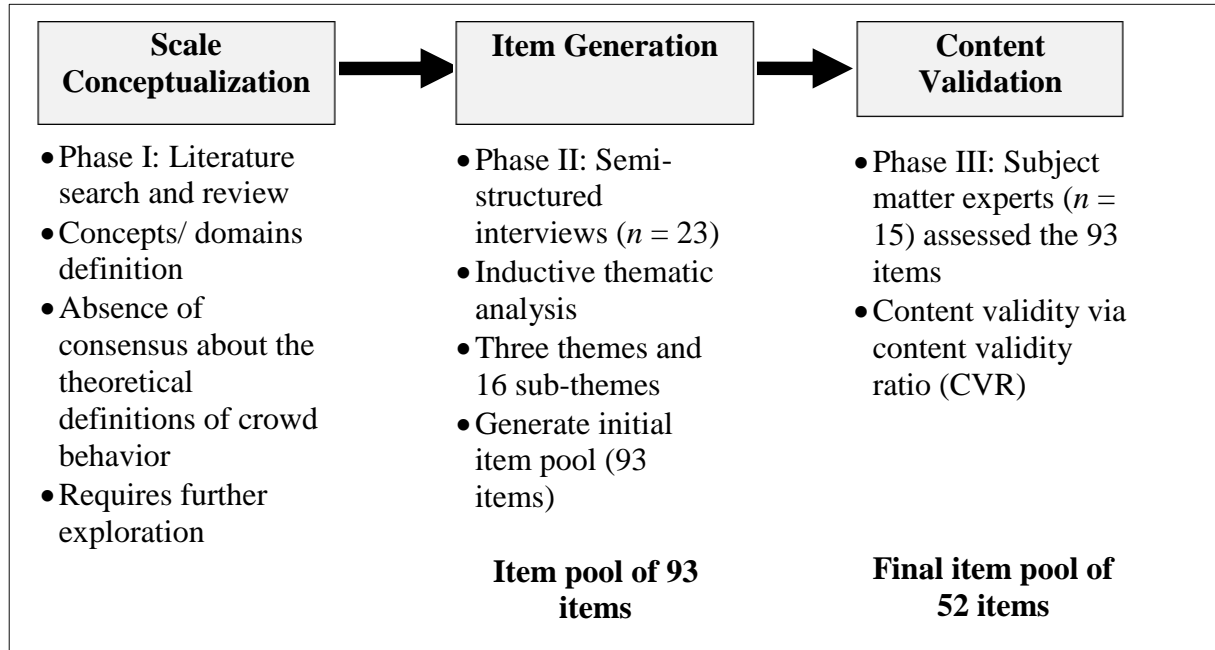 Scale
Conceptualization
Item Generation
Content
Validation
•Phase I: Literature
search and review
•Concepts/ domains
definition
•Absence of
consensus about the
theoretical
definitions of crowd
behavior
•Requires further
exploration
•Phase II: Semi-
structured
interviews (n = 23)
•Inductive thematic
analysis
•Three themes and
16 sub-themes
•Generate initial
item pool (93
items)
Item pool of 93
items
•Phase III: Subject
matter experts (n =
15) assessed the 93
items
•Content validity via
content validity
ratio (CVR)
Final item pool of
52 items